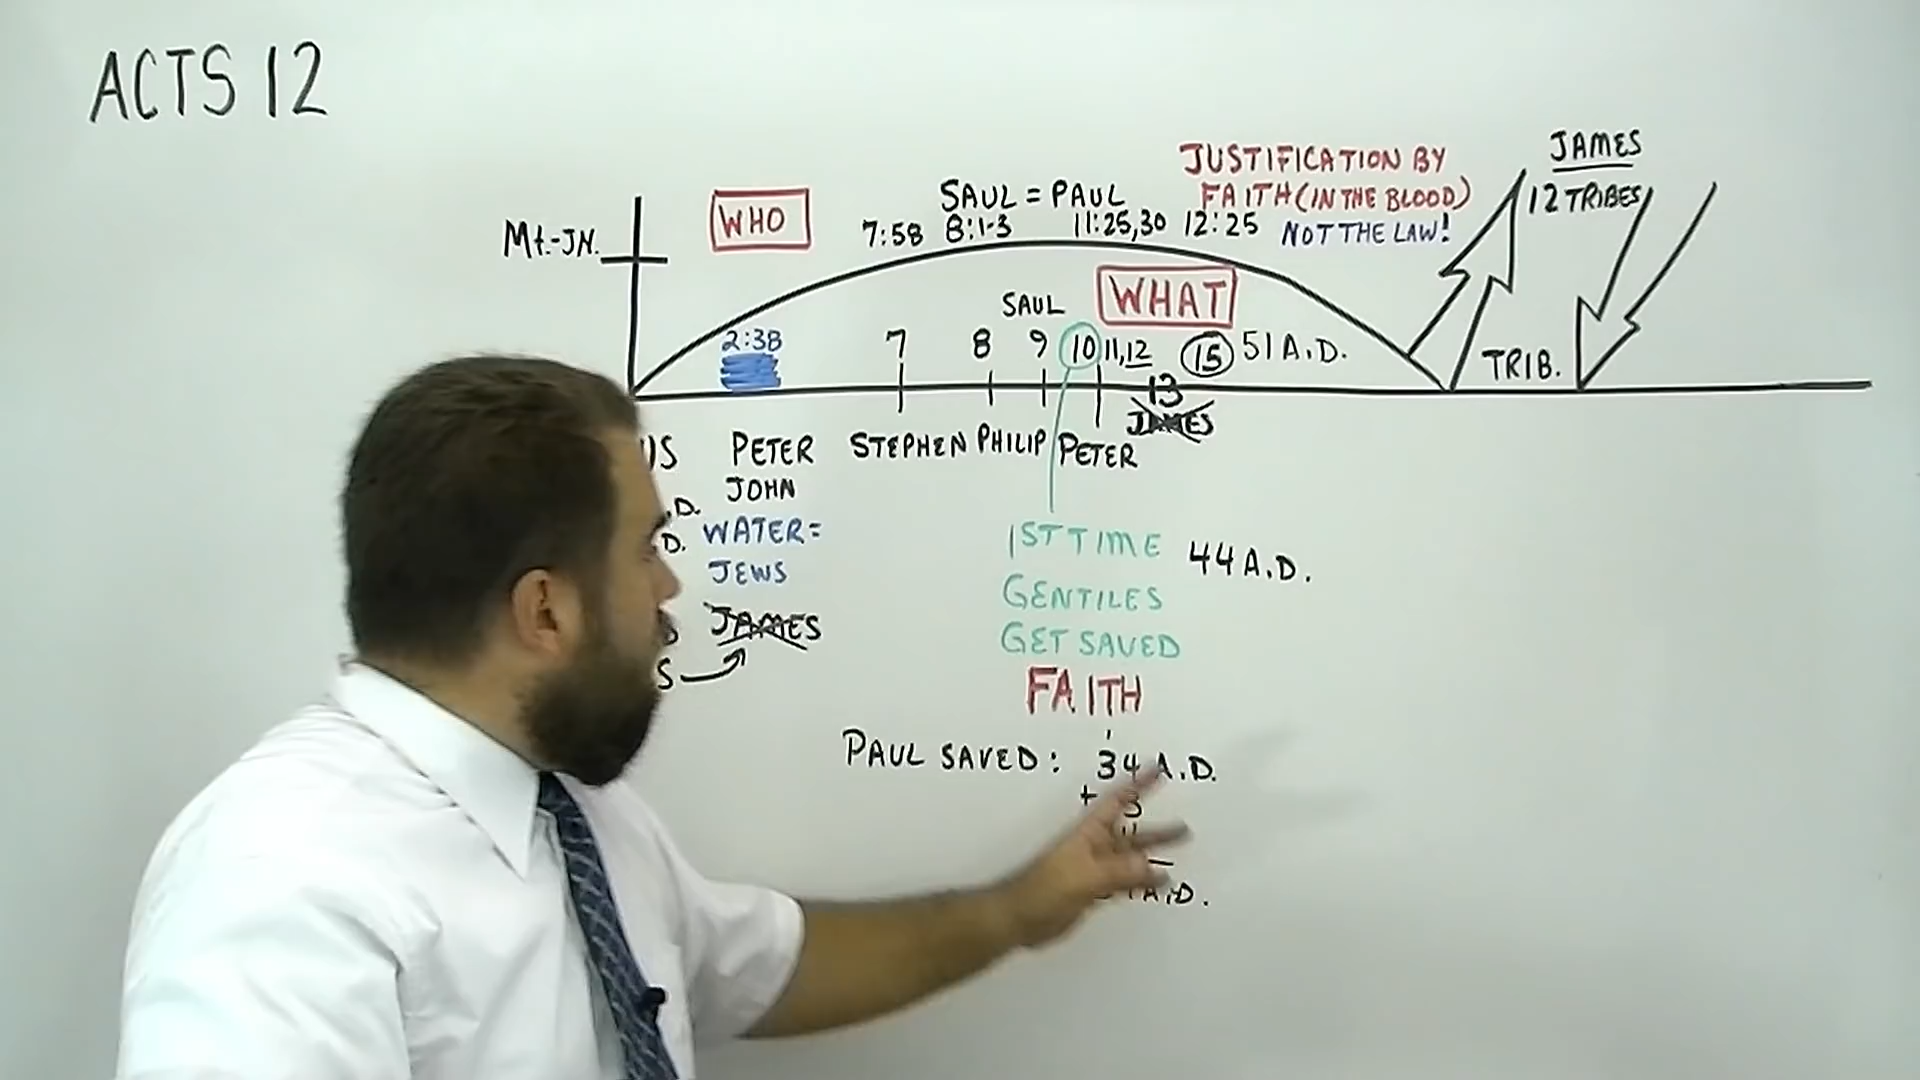 ACTS 12
JAMES
12 TRIBES
JUSTIFICATION BY
FAITH (IN THE BLOOD)
NOT THE LAW!
SAUL = PAUL
7:58 8:1-3 11:25,30 12:25
WHO
Mt.-JN.
WHAT
SAUL
2:38 7 8 9 10 11,12 15 51 A.D.
TRIB.
13
JAMES
PETER STEPHEN PHILIP PETER
JOHN
WATER=
JEWS
JAMES
1ST TIME 44 A.D.
GENTILES
GET SAVED
FAITH
PAUL SAVED: 34 A.D.
+ 3
A.D.